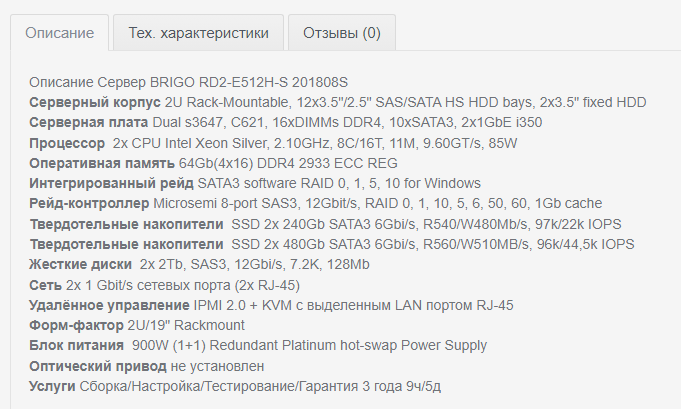 Описание
Тех. характеристики
Отзывы (0)
Описание Сервер BRIGO RD2-E512H-S 201808S
Серверный корпус 2U Rack-Mountable, 12x3.5"/2.5" SAS/SATA HS HDD bays, 2x3.5" fixed HDD
Серверная плата Dual s3647, C621, 16xDIMMs DDR4, 10xSATA3, 2x1GbE i350
Процессор 2x CPU Intel Xeon Silver, 2.10GHz, 8C/16T, 11M, 9.60GT/s, 85W
Оперативная память 64Gb(4x16) DDR4 2933 ECC REG
Интегрированный рейд SATA3 software RAID 0, 1, 5, 10 for Windows
Рейд-контроллер Microsemi 8-port SAS3, 12Gbit/s, RAID 0, 1, 10, 5, 6, 50, 60, 1Gb cache
Твердотельные накопители SSD 2x 240Gb SATA3 6Gbi/s, R540/W480Mb/s, 97k/22k IOPS
Твердотельные накопители SSD 2x 480Gb SATA3 6Gbi/s, R560/W510MB/s, 96k/44,5k IOPS
Жесткие диски 2x 2Tb, SAS3, 12Gbi/s, 7.2K, 128Mb
Сеть 2x 1 Gbit/s сетевых порта (2x RJ-45)
Удалённое управление IPMI 2.0 + KVM с выделенным LAN портом RJ-45
Форм-фактор 2U/19" Rackmount
Блок питания 900W (1+1) Redundant Platinum hot-swap Power Supply
Оптический привод не установлен
Услуги Сборка/Настройка/Тестирование/Гарантия 3 года 9ч/5д